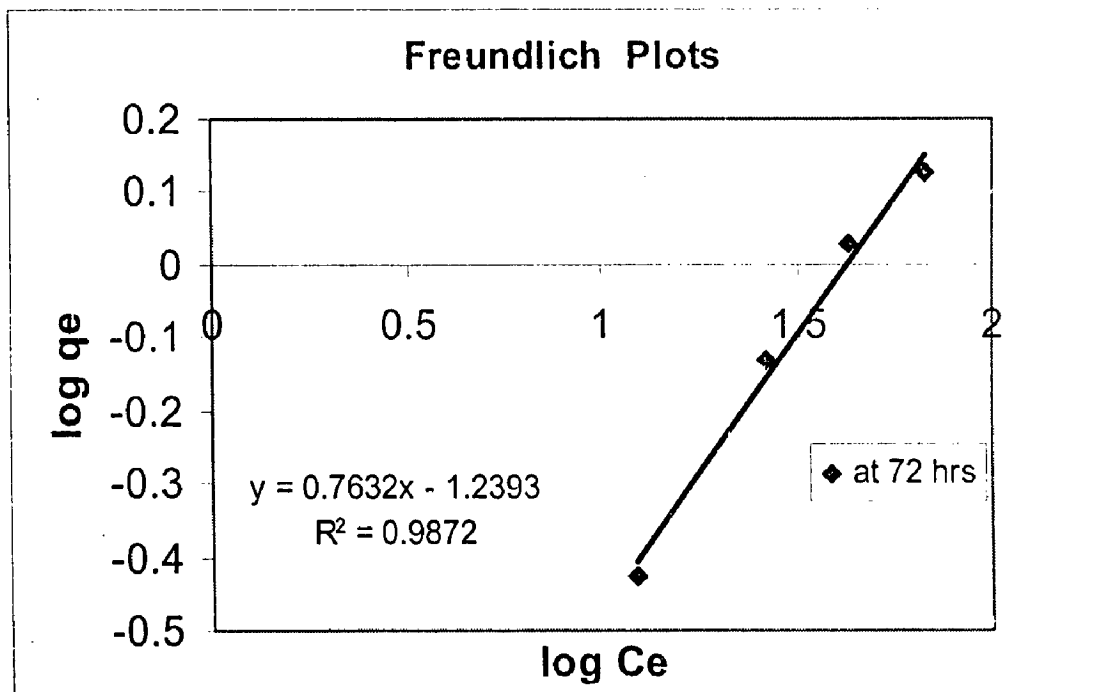 Freundlich Plots
0.2
0.1
0
-0.1
-0.2
-0.3
-0.4
-0.5
0
0.5
1
1.5
2
log qe
log Ce
y = 0.7632x - 1.2393
R² = 0.9872
at 72 hrs